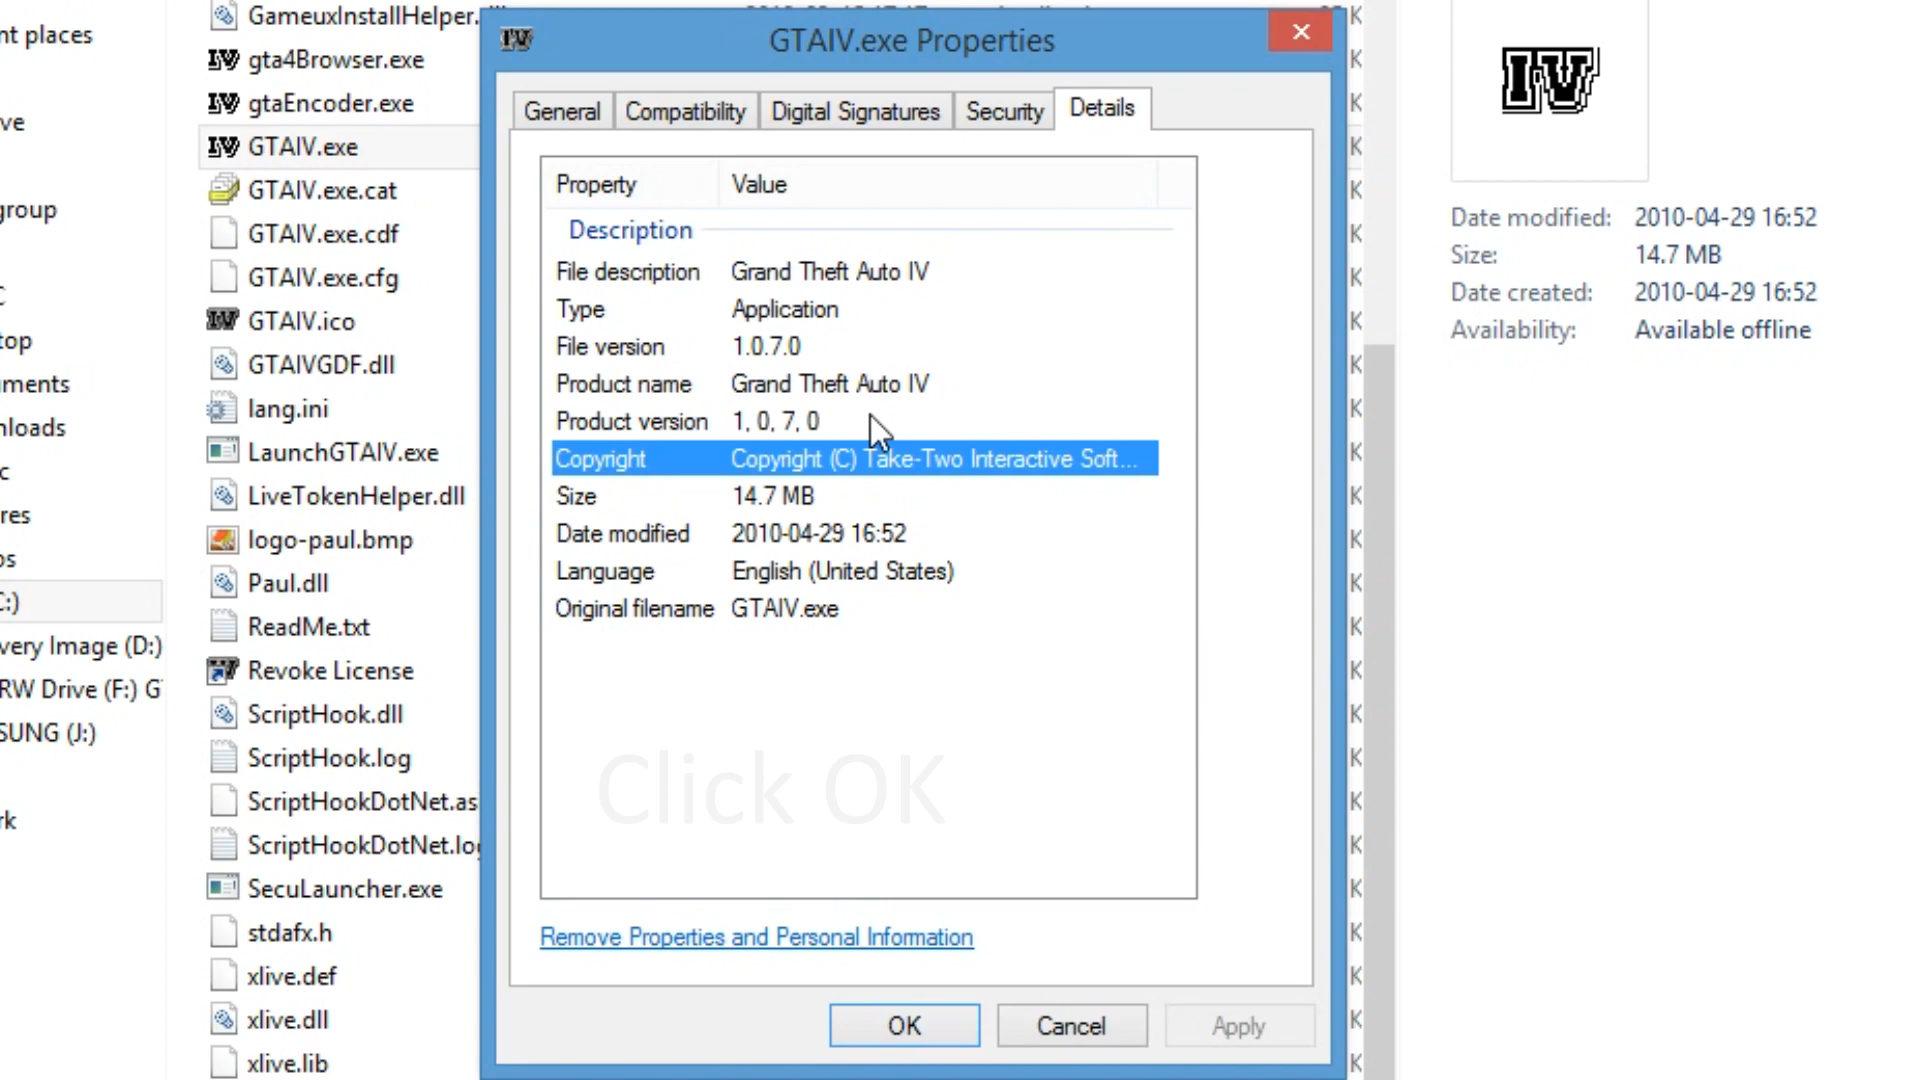 nt places
ve
group
top
uments
nloads
c
res
os
C:)
very Image (D:)
RW Drive (F:) G
SUNG (J:)
rk
GameuxInstallHelper.
gta4Browser.exe
gtaEncoder.exe
GTAIV.exe
GTAIV.exe.cat
GTAIV.exe.cdf
GTAIV.exe.cfg
GTAIV.ico
GTAIVGDF.dll
lang.ini
LaunchGTAIV.exe
LiveTokenHelper.dll
logo-paul.bmp
Paul.dll
ReadMe.txt
Revoke License
ScriptHook.dll
ScriptHook.log
ScriptHookDotNet.as
ScriptHookDotNet.lo
SecuLauncher.exe
stdafx.h
xlive.def
xlive.dll
xlive.lib
IV
GTAIV.exe Properties
General Compatibility Digital Signatures Security Details
Property Value
Description
File description Grand Theft Auto IV
Type Application
File version 1.0.7.0
Product name Grand Theft Auto IV
Product version 1, 0, 7, 0
Copyright Copyright (C) Take-Two Interactive Soft...
Size 14.7 MB
Date modified 2010-04-29 16:52
Language English (United States)
Original filename GTAIV.exe
Click OK
Remove Properties and Personal Information
OK Cancel Apply
IV
Date modified: 2010-04-29 16:52
Size: 14.7 MB
Date created: 2010-04-29 16:52
Availability: Available offline